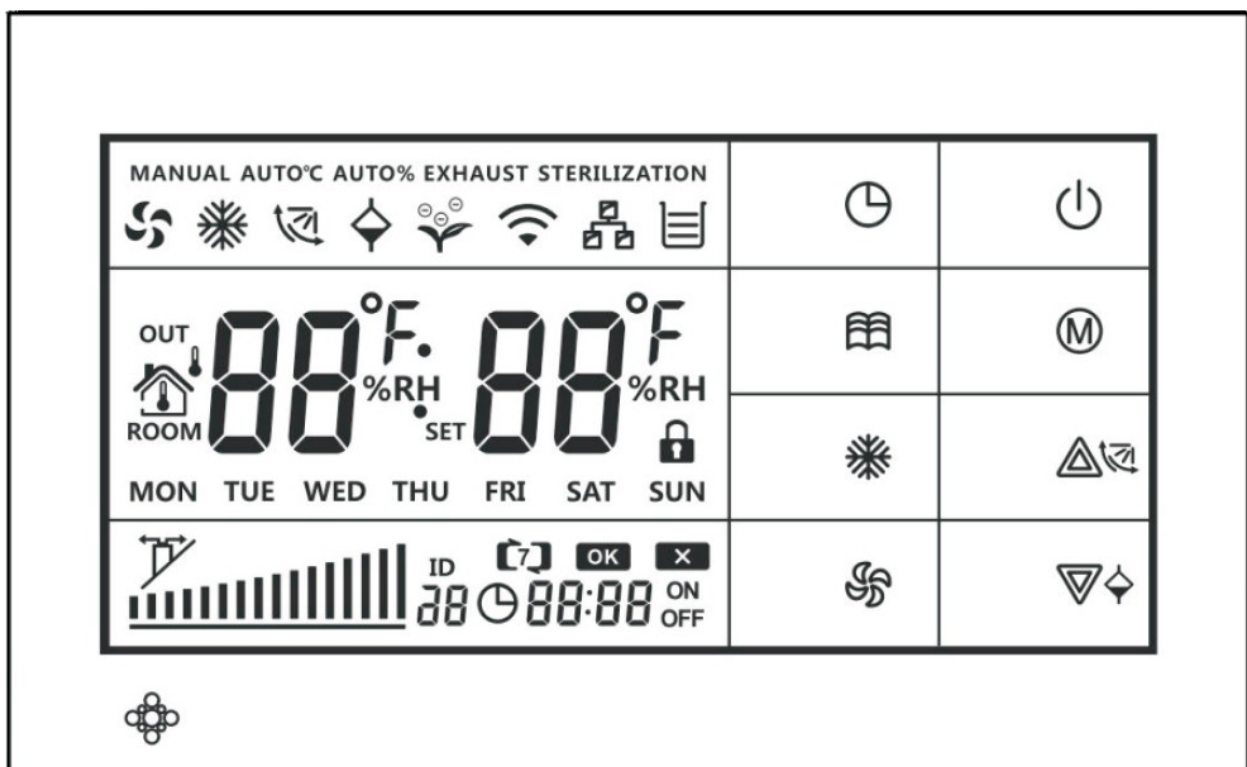 MANUAL AUTO°C AUTO% EXHAUST STERILIZATION
OUT 88°F. 88°F
%RH %RH
ROOM SET
MON TUE WED THU FRI SAT SUN
M
ID 7 OK X
28 88:88 ON
OFF